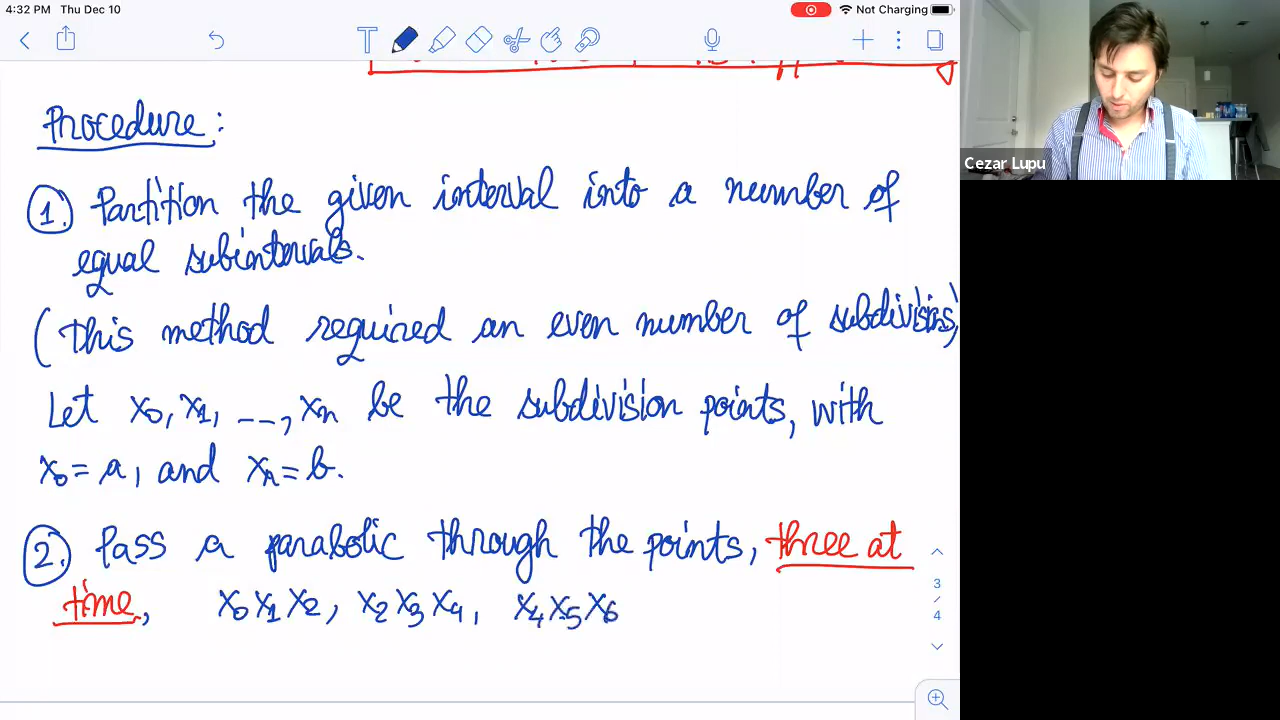 4:32 PM Thu Dec 10
Not Charging
Procedure:
1. Partition the given interval into a number of
equal subintervals.
(This method required an even number of subdivisions)
Let x₀, x₁, ---, xₙ be the subdivision points, with
x₀ = a, and xₙ = b.
2. Pass a parabolic through the points, three at
time, x₀x₁x₂, x₂x₃x₄, x₄x₅x₆
3
/
4
Cezar Lupu